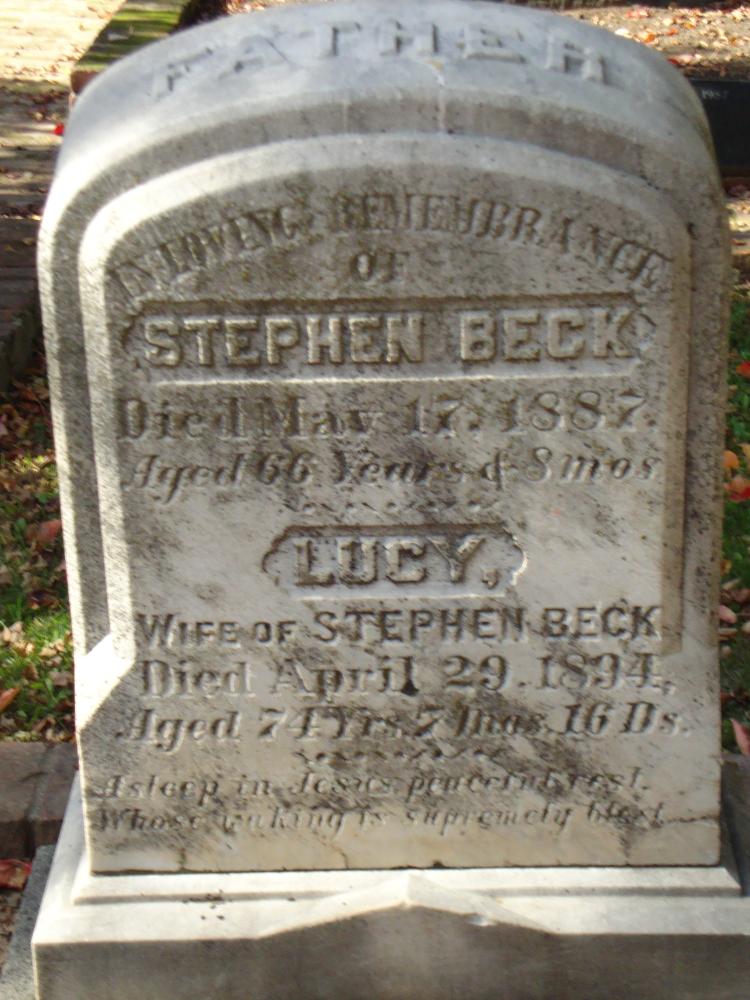 FATHER
IN LOVING REMEMBRANCE
OF
STEPHEN BECK
Died May 17, 1887.
Aged 66 Years & 8 mos
LUCY,
WIFE OF STEPHEN BECK
Died April 29, 1894,
Aged 74 Yrs. 7 mos. 16 Ds.
Asleep in Jesus, peaceful rest.
Whose waking is supremely blest
1987